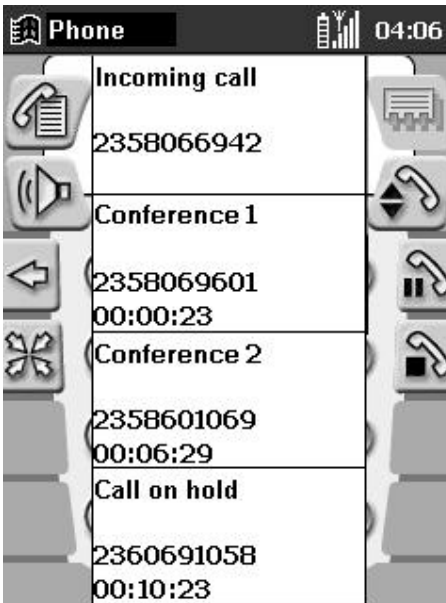 Phone
04:06
Incoming call
2358066942
Conference 1
2358069601
00:00:23
Conference 2
2358601069
00:06:29
Call on hold
2360691058
00:10:23